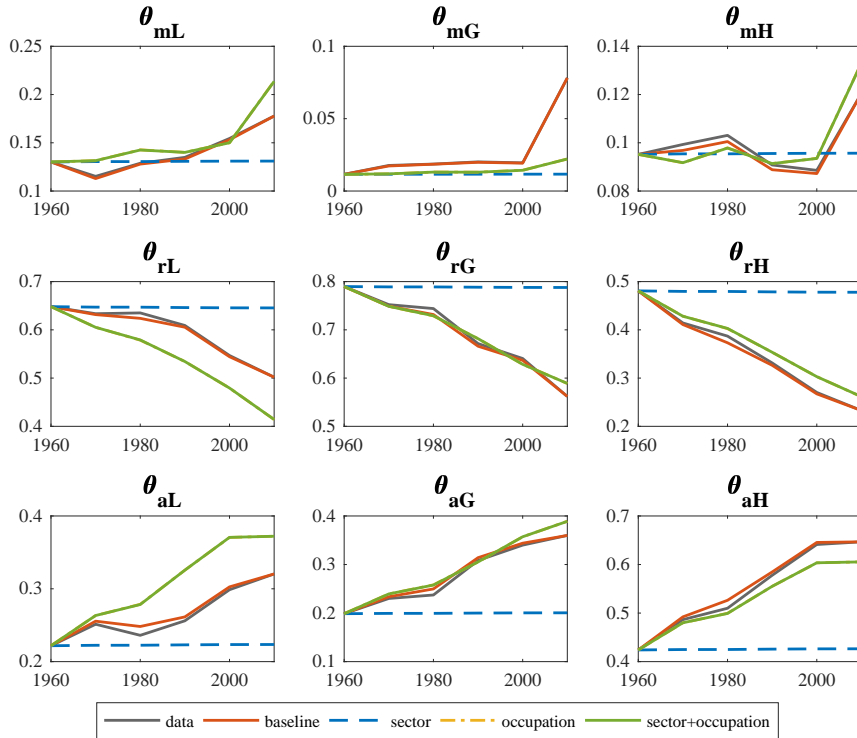 θmL θmG θmH
0.25 0.1 0.14
0.2 0.12
0.15 0.05 0.1
0.1 0 0.08
1960 1980 2000 1960 1980 2000 1960 1980 2000
θrL θrG θrH
0.7 0.8 0.5
0.6 0.7 0.4
0.5 0.6 0.3
0.4 0.5 0.2
1960 1980 2000 1960 1980 2000 1960 1980 2000
θaL θaG θaH
0.4 0.4 0.7
0.3 0.3 0.6
0.2 0.5
0.2 0.1 0.4
1960 1980 2000 1960 1980 2000 1960 1980 2000
data baseline sector occupation sector+occupation